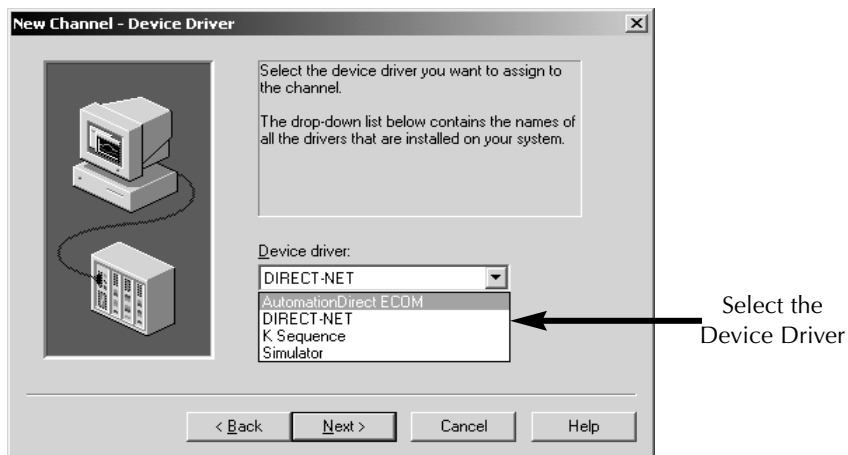 New Channel - Device Driver
Select the device driver you want to assign to
the channel.
The drop-down list below contains the names of
all the drivers that are installed on your system.
Device driver:
DIRECT-NET
AutomationDirect ECOM
DIRECT-NET
K Sequence
Simulator
Select the
Device Driver
< Back
Next >
Cancel
Help